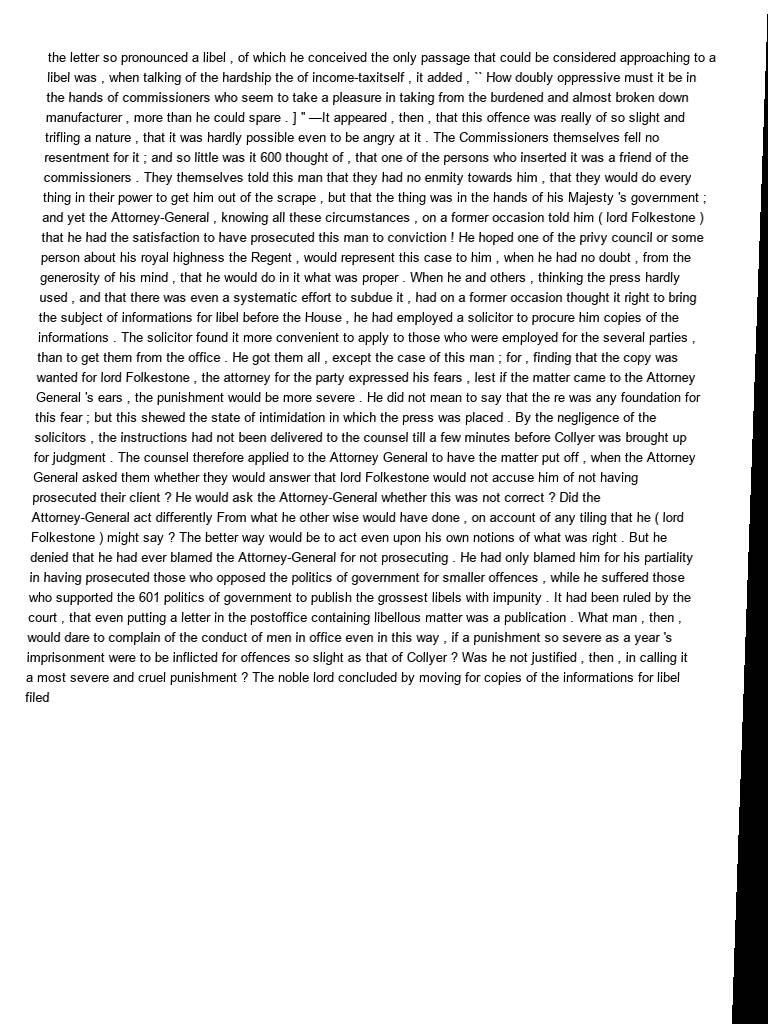 the letter so pronounced a libel , of which he conceived the only passage that could be considered approaching to a
libel was , when talking of the hardship the of income-taxitself , it added , `` How doubly oppressive must it be in
the hands of commissioners who seem to take a pleasure in taking from the burdened and almost broken down
manufacturer , more than he could spare . ] " —It appeared , then , that this offence was really of so slight and
trifling a nature , that it was hardly possible even to be angry at it . The Commissioners themselves fell no
resentment for it ; and so little was it 600 thought of , that one of the persons who inserted it was a friend of the
commissioners . They themselves told this man that they had no enmity towards him , that they would do every
thing in their power to get him out of the scrape , but that the thing was in the hands of his Majesty 's government ;
and yet the Attorney-General , knowing all these circumstances , on a former occasion told him ( lord Folkestone )
that he had the satisfaction to have prosecuted this man to conviction ! He hoped one of the privy council or some
person about his royal highness the Regent , would represent this case to him , when he had no doubt , from the
generosity of his mind , that he would do in it what was proper . When he and others , thinking the press hardly
used , and that there was even a systematic effort to subdue it , had on a former occasion thought it right to bring
the subject of informations for libel before the House , he had employed a solicitor to procure him copies of the
informations . The solicitor found it more convenient to apply to those who were employed for the several parties ,
than to get them from the office . He got them all , except the case of this man ; for , finding that the copy was
wanted for lord Folkestone , the attorney for the party expressed his fears , lest if the matter came to the Attorney
General 's ears , the punishment would be more severe . He did not mean to say that the re was any foundation for
this fear ; but this shewed the state of intimidation in which the press was placed . By the negligence of the
solicitors , the instructions had not been delivered to the counsel till a few minutes before Collyer was brought up
for judgment . The counsel therefore applied to the Attorney General to have the matter put off , when the Attorney
General asked them whether they would answer that lord Folkestone would not accuse him of not having
prosecuted their client ? He would ask the Attorney-General whether this was not correct ? Did the
Attorney-General act differently From what he other wise would have done , on account of any tiling that he ( lord
Folkestone ) might say ? The better way would be to act even upon his own notions of what was right . But he
denied that he had ever blamed the Attorney-General for not prosecuting . He had only blamed him for his partiality
in having prosecuted those who opposed the politics of government for smaller offences , while he suffered those
who supported the 601 politics of government to publish the grossest libels with impunity . It had been ruled by the
court , that even putting a letter in the postoffice containing libellous matter was a publication . What man , then ,
would dare to complain of the conduct of men in office even in this way , if a punishment so severe as a year 's
imprisonment were to be inflicted for offences so slight as that of Collyer ? Was he not justified , then , in calling it
a most severe and cruel punishment ? The noble lord concluded by moving for copies of the informations for libel
filed